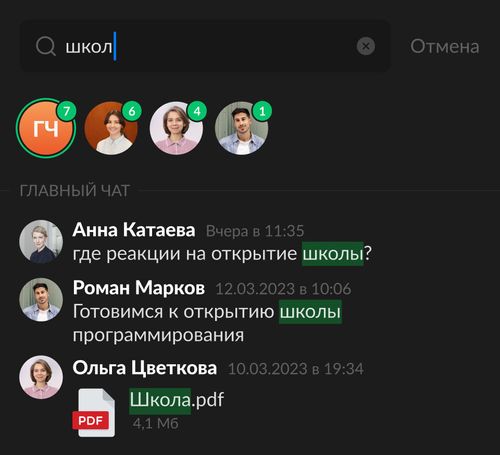 школ
Отмена
ГЧ
7
6
4
1
ГЛАВНЫЙ ЧАТ
Анна Катаева Вчера в 11:35
где реакции на открытие школы?
Роман Марков 12.03.2023 в 10:06
Готовимся к открытию школы
программирования
Ольга Цветкова 10.03.2023 в 19:34
Школа.pdf
PDF
4,1 Мб